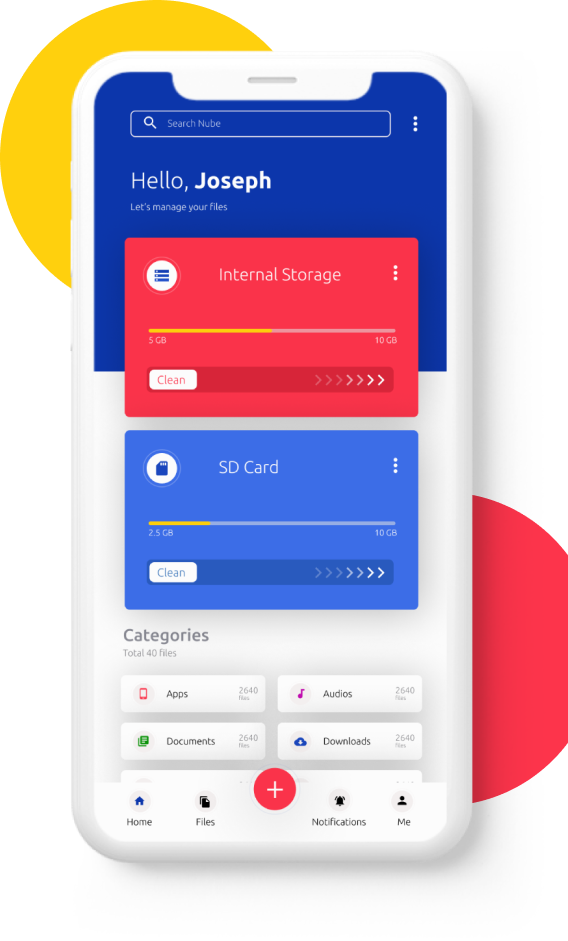 Search Nube
Hello, Joseph
Let's manage your files
Internal Storage
5 GB
10 GB
Clean
SD Card
2.5 GB
10 GB
Clean
Categories
Total 40 files
Apps
2640
files
Audios
2640
files
Documents
2640
files
Downloads
2640
files
Home
Files
Notifications
Me